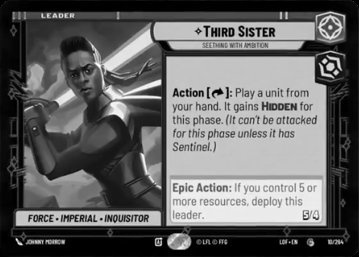 LEADER
THIRD SISTER
SEETHING WITH AMBITION
Action [ ]: Play a unit from
your hand. It gains HIDDEN for
this phase. (It can't be attacked
for this phase unless it has
Sentinel.)
Epic Action: If you control 5 or
more resources, deploy this
leader.
5/4
FORCE • IMPERIAL • INQUISITOR
JOHNNY MORROW
© LFL © FFG
LOF • EN
10/264